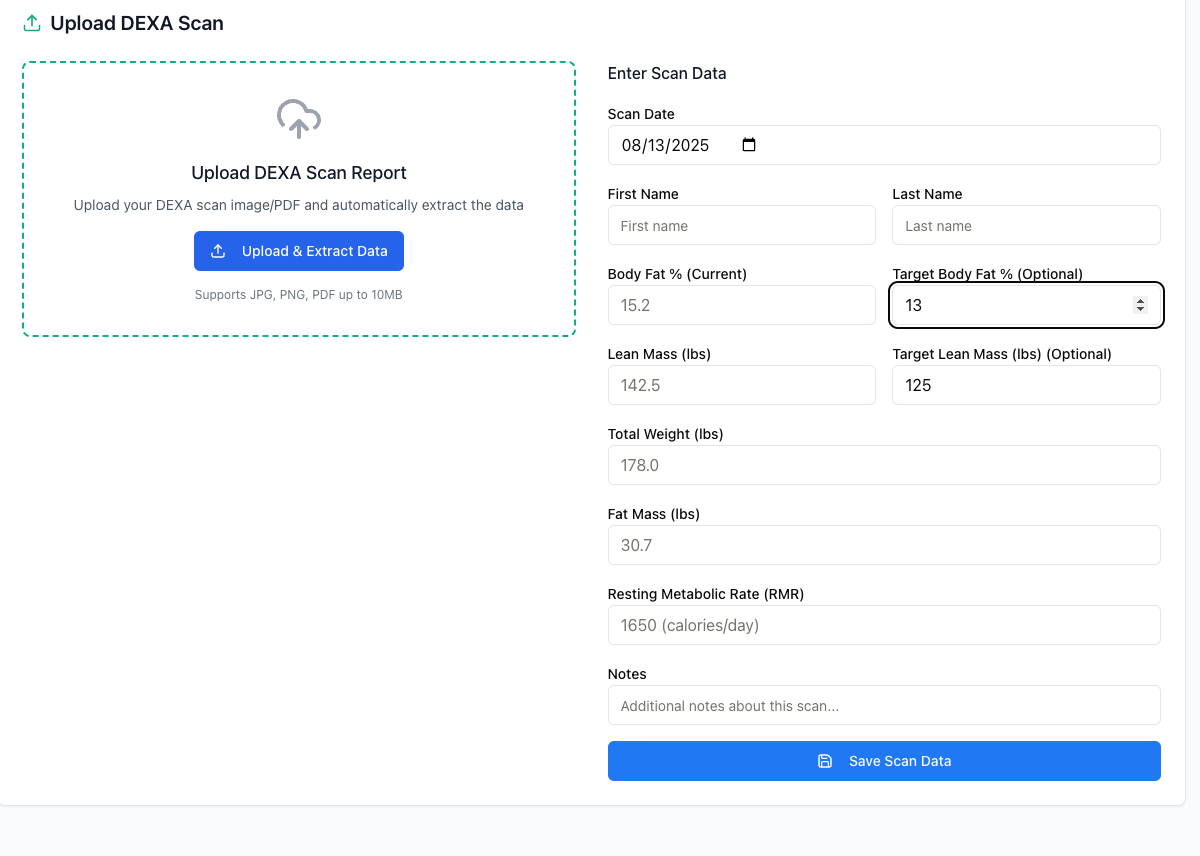 Upload DEXA Scan
Upload DEXA Scan Report
Upload your DEXA scan image/PDF and automatically extract the data
Upload & Extract Data
Supports JPG, PNG, PDF up to 10MB
Enter Scan Data
Scan Date
08/13/2025
First Name
Last Name
First name
Last name
Body Fat % (Current)
Target Body Fat % (Optional)
15.2
13
Lean Mass (lbs)
Target Lean Mass (lbs) (Optional)
142.5
125
Total Weight (lbs)
178.0
Fat Mass (lbs)
30.7
Resting Metabolic Rate (RMR)
1650 (calories/day)
Notes
Additional notes about this scan...
Save Scan Data